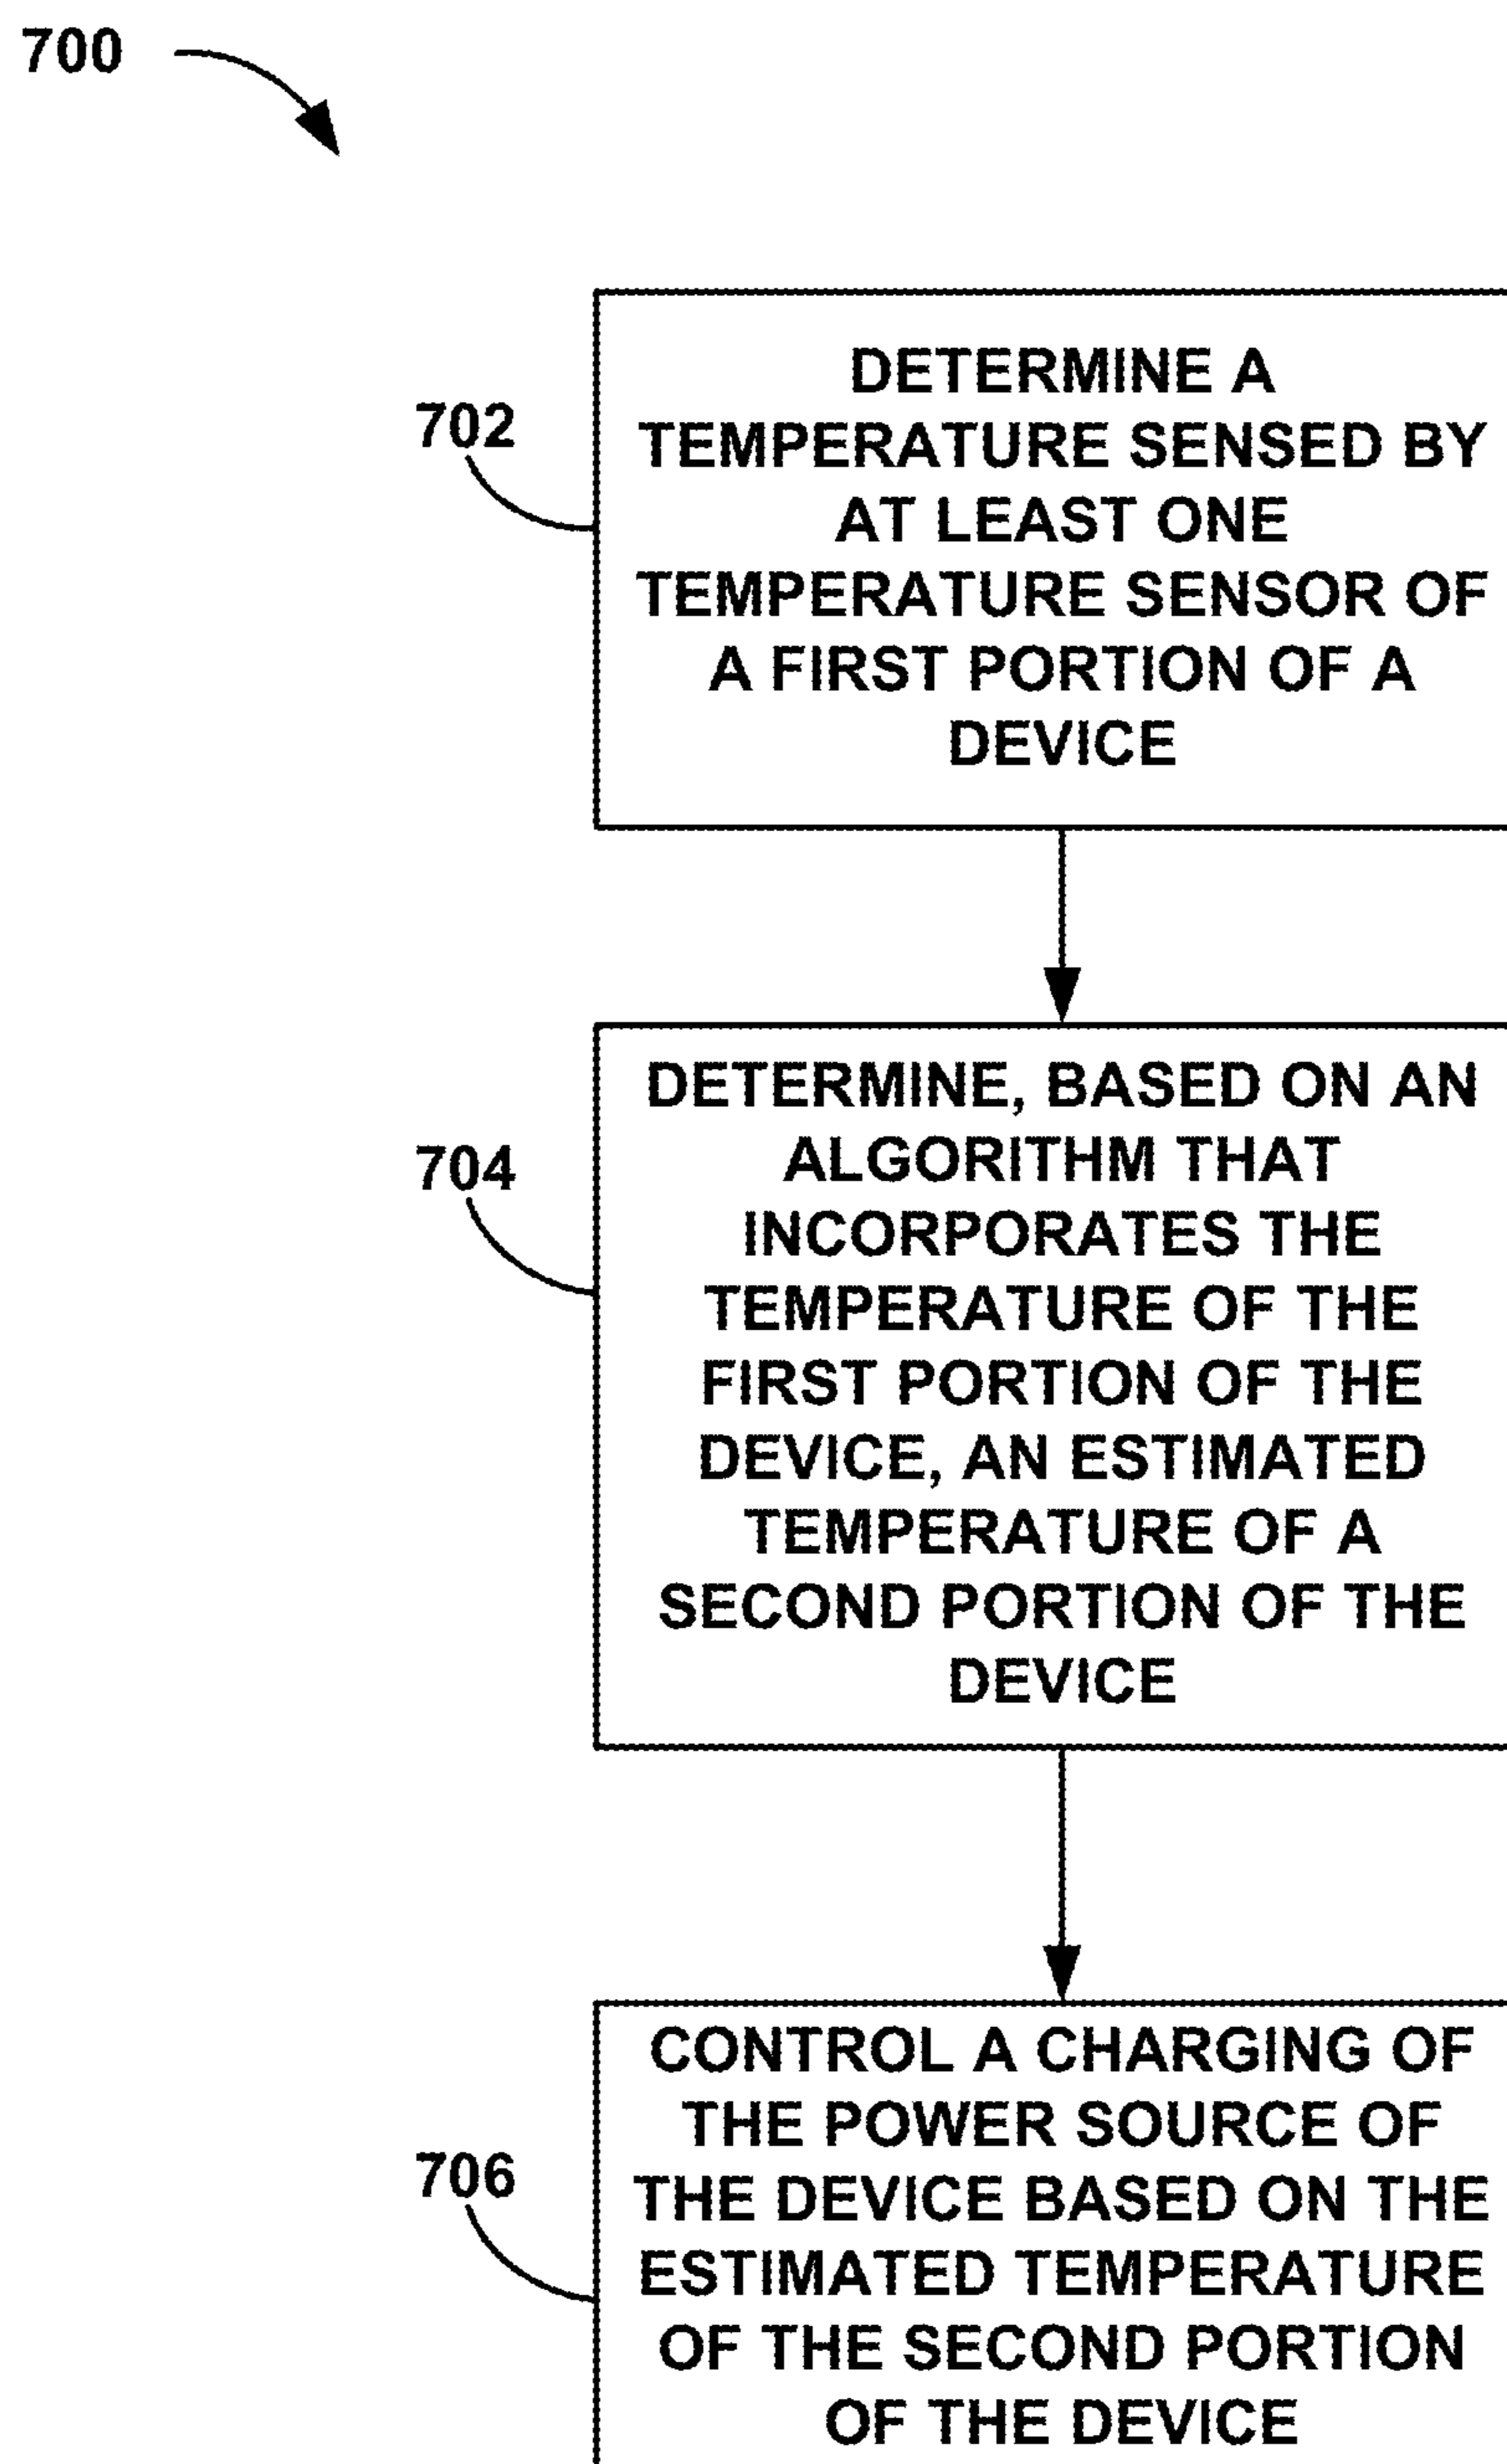 700
702
DETERMINE A
TEMPERATURE SENSED BY
AT LEAST ONE
TEMPERATURE SENSOR OF
A FIRST PORTION OF A
DEVICE
704
DETERMINE, BASED ON AN
ALGORITHM THAT
INCORPORATES THE
TEMPERATURE OF THE
FIRST PORTION OF THE
DEVICE, AN ESTIMATED
TEMPERATURE OF A
SECOND PORTION OF THE
DEVICE
706
CONTROL A CHARGING OF
THE POWER SOURCE OF
THE DEVICE BASED ON THE
ESTIMATED TEMPERATURE
OF THE SECOND PORTION
OF THE DEVICE